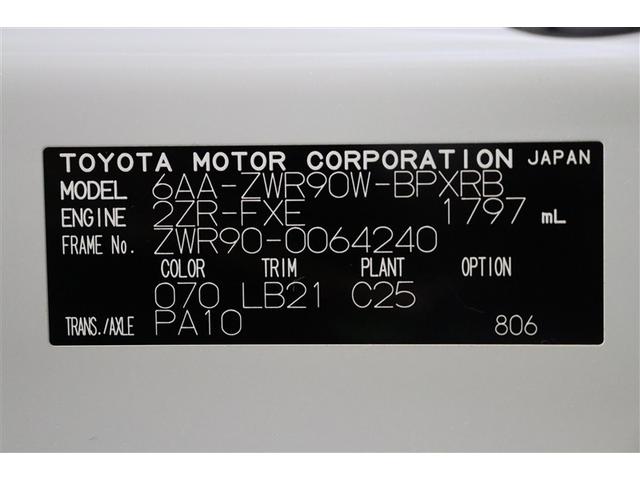 TOYOTA MOTOR CORPORATION JAPAN
MODEL 6AA-ZWR90W-BPXRB
ENGINE 2ZR-FXE 1797 mL
FRAME No. ZWR90-0064240
COLOR TRIM PLANT OPTION
070 LB21 C25
TRANS./AXLE PA10 806